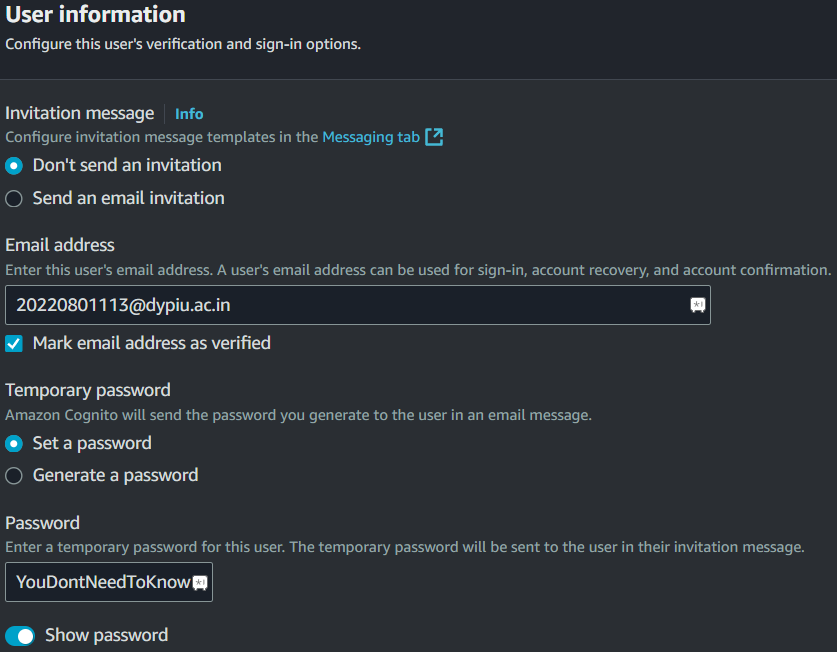 User information
Configure this user's verification and sign-in options.
Invitation message Info
Configure invitation message templates in the Messaging tab
Don't send an invitation
Send an email invitation
Email address
Enter this user's email address. A user's email address can be used for sign-in, account recovery, and account confirmation.
20220801113@dypiu.ac.in
Mark email address as verified
Temporary password
Amazon Cognito will send the password you generate to the user in an email message.
Set a password
Generate a password
Password
Enter a temporary password for this user. The temporary password will be sent to the user in their invitation message.
YouDontNeedToKnow
Show password